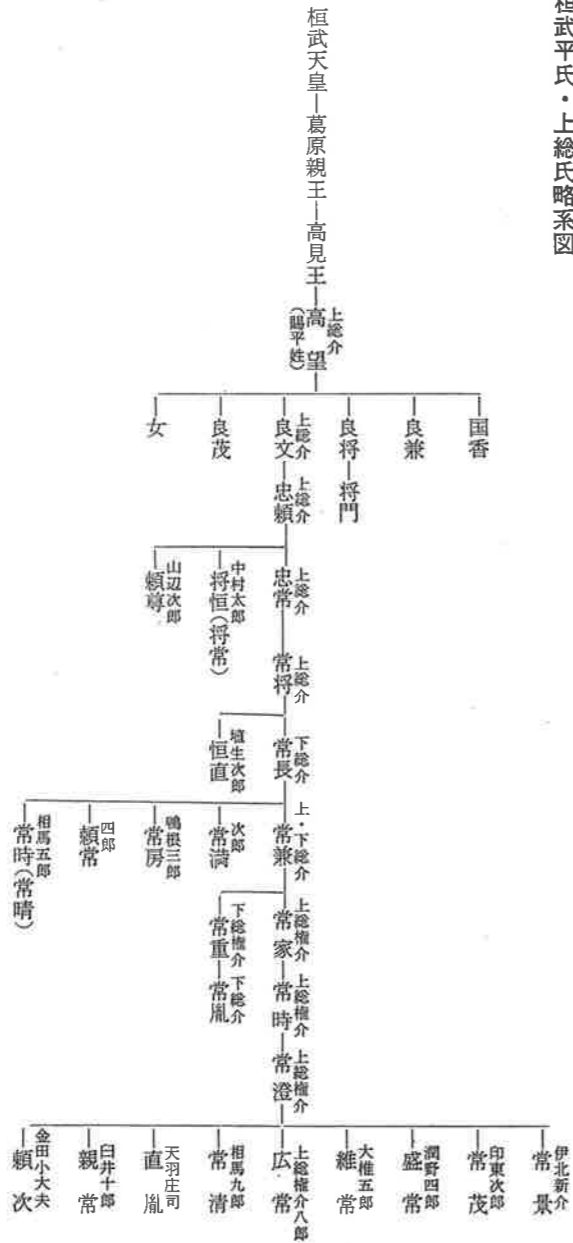 桓武平氏・上総氏略系図
桓武天皇―葛原親王―高見王―高望
上総介
(賜平姓)
国香
良兼
良将―将門
上総介
良文―忠頼
上総介
良茂
女
上総介
忠常
中村太郎
将恒(将常)
山辺次郎
頼尊
上総介
常将
下総介
常長
埴生次郎
恒直
上・下総介
常兼
次郎
常満
鴨根三郎
常房
四郎
頼常
相馬五郎
常時(常晴)
上総権介
常家―常時―常澄
上総権介
上総権介
下総権介
常重―常胤
下総介
伊北新介
常景
印東次郎
常茂
潤野四郎
盛常
大椎五郎
維常
上総権介八郎
広常
相馬九郎
常清
天羽庄司
直胤
臼井十郎
親常
金田小大夫
頼次